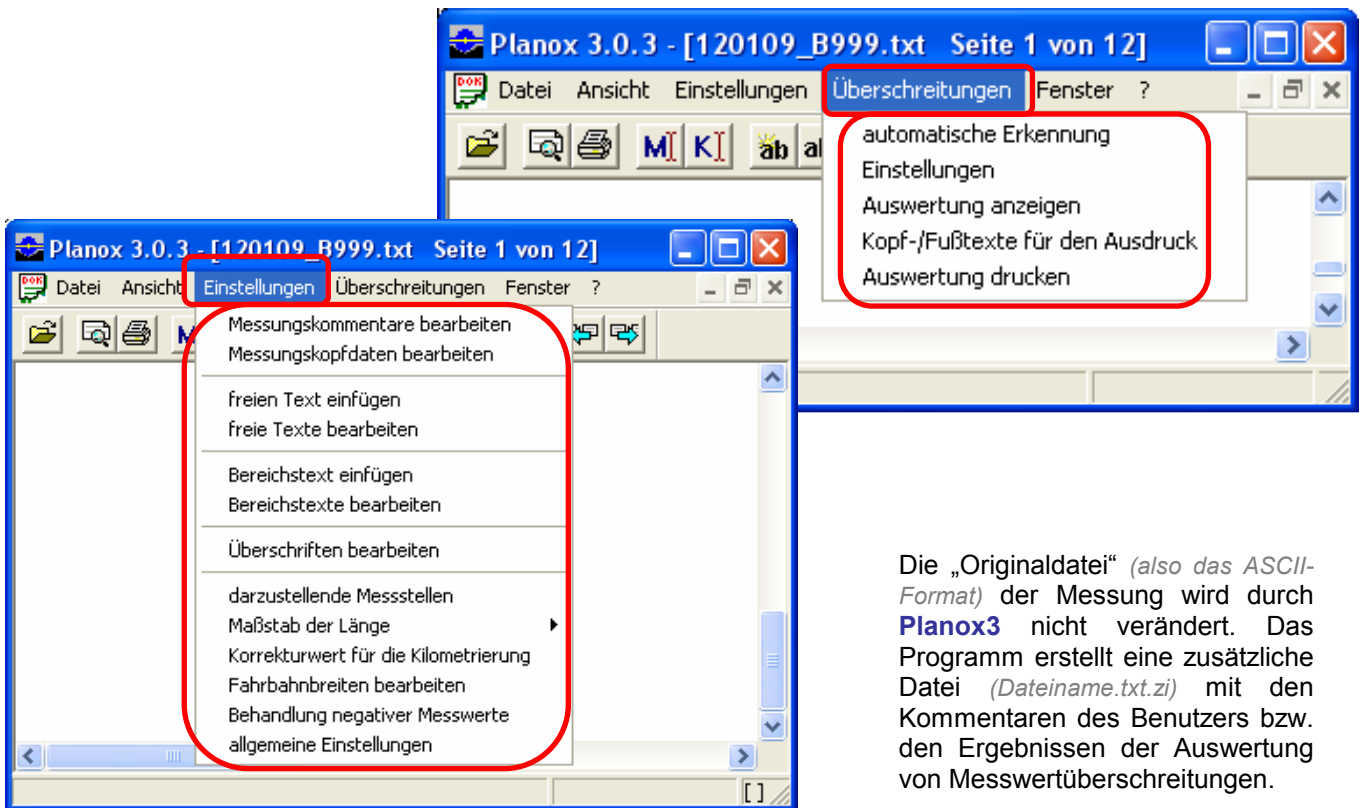 Planox 3.0.3 - [120109_B999.txt Seite 1 von 12]
DOK Datei Ansicht Einstellungen Überschreitungen Fenster ?
M K äb
automatische Erkennung
Einstellungen
Auswertung anzeigen
Kopf-/Fußtexte für den Ausdruck
Auswertung drucken
Planox 3.0.3 - [120109_B999.txt Seite 1 von 12]
DOK Datei Ansicht Einstellungen Überschreitungen Fenster ?
Messungskommentare bearbeiten
Messungskopfdaten bearbeiten
freien Text einfügen
freie Texte bearbeiten
Bereichstext einfügen
Bereichstexte bearbeiten
Überschriften bearbeiten
darzustellende Messstellen
Maßstab der Länge
Korrekturwert für die Kilometrierung
Fahrbahnbreiten bearbeiten
Behandlung negativer Messwerte
allgemeine Einstellungen
[ ]
Die „Originaldatei“ (also das ASCII-
Format) der Messung wird durch
Planox3 nicht verändert. Das
Programm erstellt eine zusätzliche
Datei (Dateiname.txt.zi) mit den
Kommentaren des Benutzers bzw.
den Ergebnissen der Auswertung
von Messwertüberschreitungen.